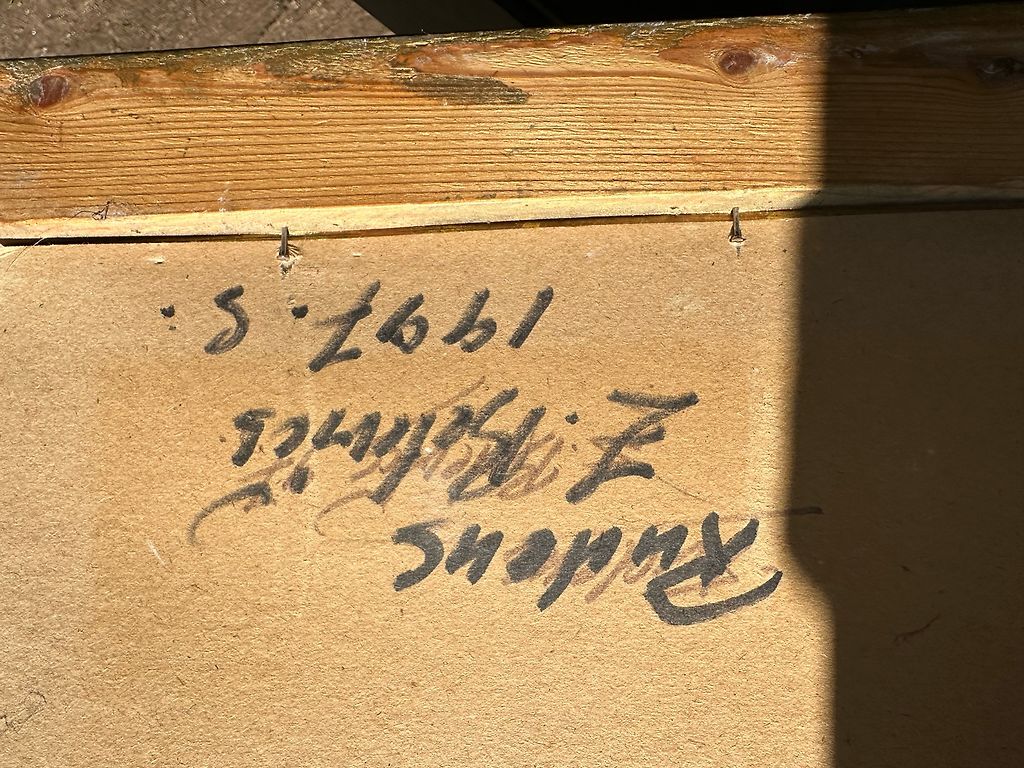 Rudens
Z.
1997. g.